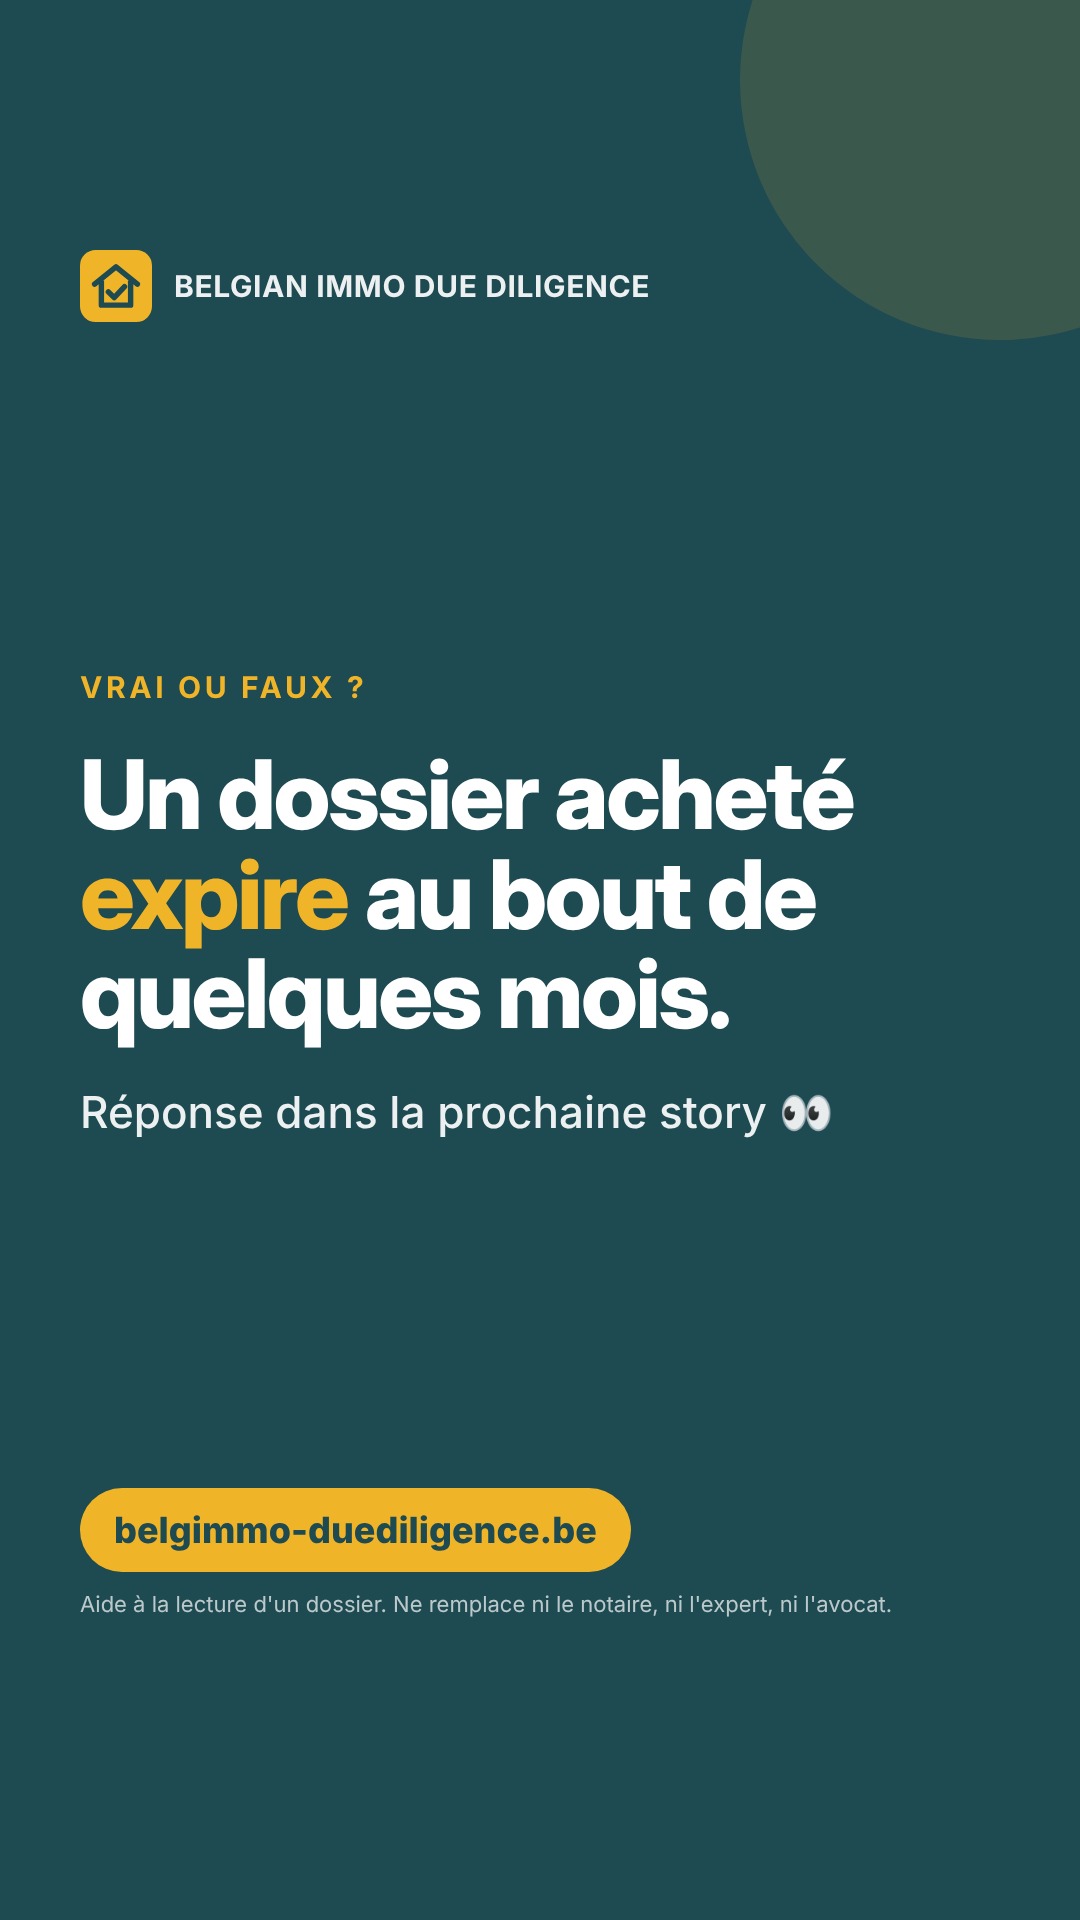 BELGIAN IMMO DUE DILIGENCE
VRAI OU FAUX ?
Un dossier acheté
expire au bout de
quelques mois.
Réponse dans la prochaine story 👀
belgimmo-duediligence.be
Aide à la lecture d'un dossier. Ne remplace ni le notaire, ni l'expert, ni l'avocat.